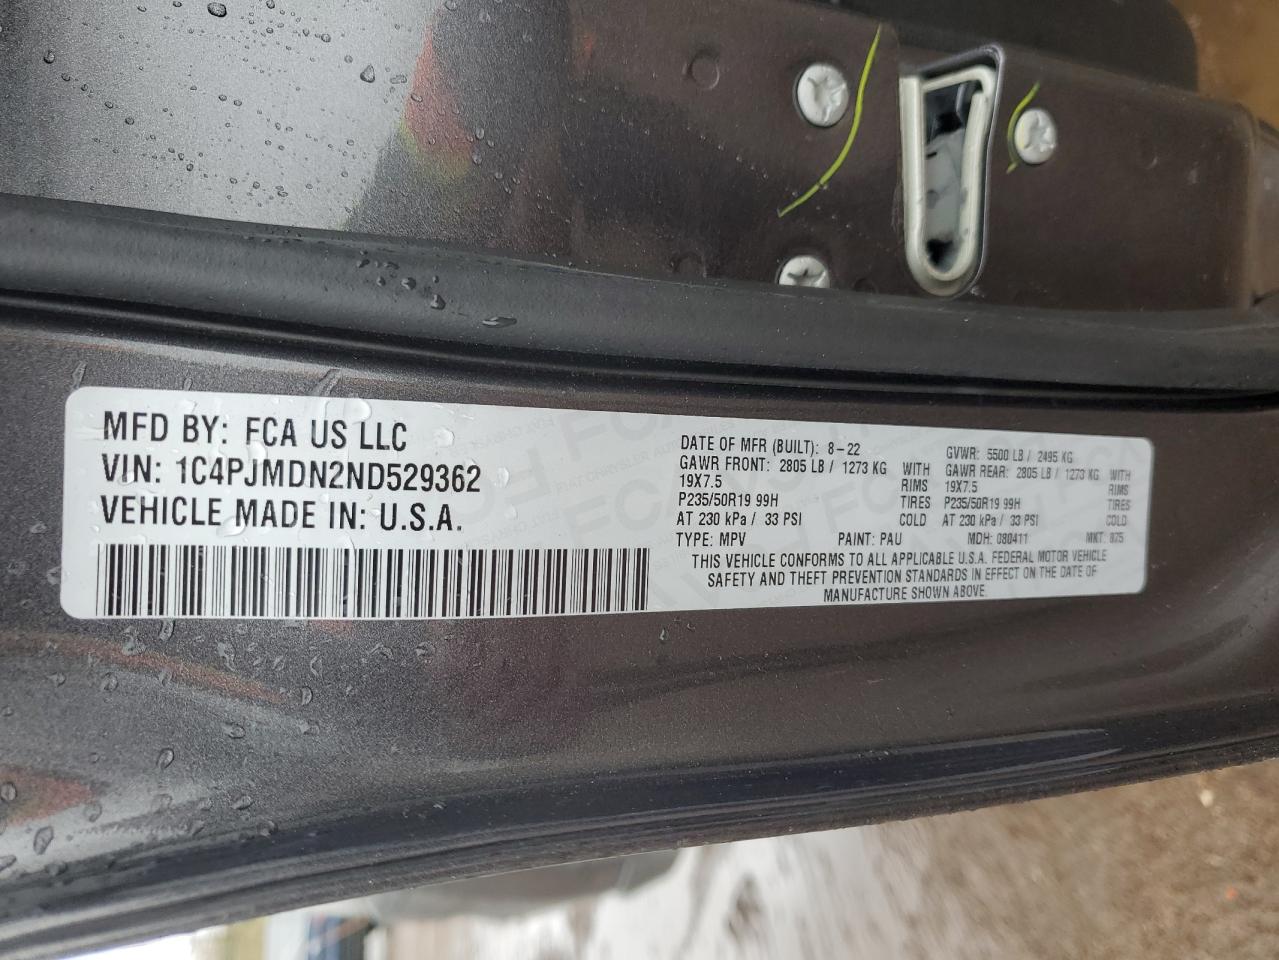 MFD BY: FCA US LLC
VIN: 1C4PJMDN2ND529362
VEHICLE MADE IN: U.S.A.
DATE OF MFR (BUILT): 8-22 GVWR: 5500 LB / 2495 KG
GAWR FRONT: 2805 LB / 1273 KG WITH GAWR REAR: 2805 LB / 1273 KG WITH
19X7.5 RIMS 19X7.5 RIMS
P235/50R19 99H TIRES P235/50R19 99H TIRES
AT 230 kPa / 33 PSI COLD AT 230 kPa / 33 PSI COLD
TYPE: MPV PAINT: PAU MDH: 080411 MKT: 875
THIS VEHICLE CONFORMS TO ALL APPLICABLE U.S.A. FEDERAL MOTOR VEHICLE
SAFETY AND THEFT PREVENTION STANDARDS IN EFFECT ON THE DATE OF
MANUFACTURE SHOWN ABOVE.